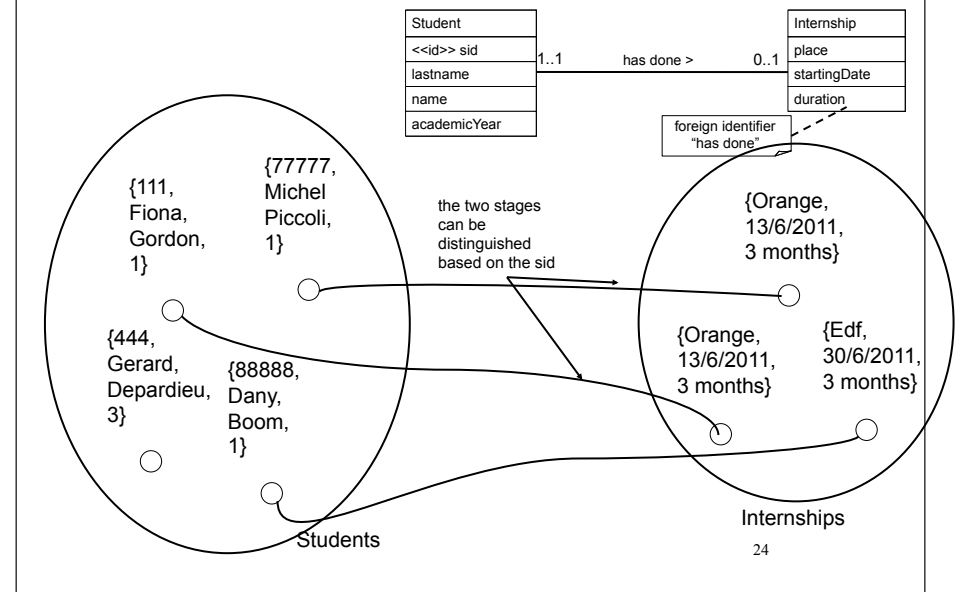 Student
<<id>> sid
lastname
name
academicYear
1..1
has done >
0..1
Internship
place
startingDate
duration
foreign identifier
“has done”
{111,
Fiona,
Gordon,
1}
{77777,
Michel
Piccoli,
1}
{444,
Gerard,
Depardieu,
3}
{88888,
Dany,
Boom,
1}
Students
the two stages
can be
distinguished
based on the sid
{Orange,
13/6/2011,
3 months}
{Orange,
13/6/2011,
3 months}
{Edf,
30/6/2011,
3 months}
Internships
24